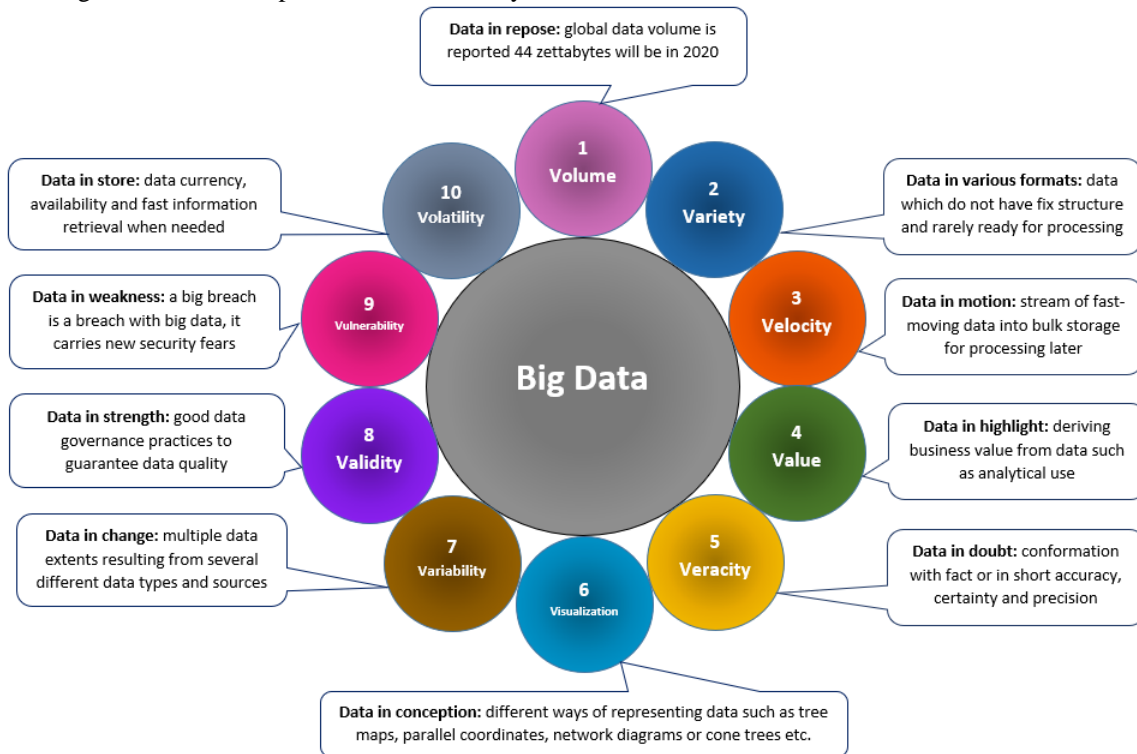 Data in repose: global data volume is
reported 44 zettabytes will be in 2020
1
Volume
2
Variety
Data in various formats: data
which do not have fix structure
and rarely ready for processing
3
Velocity
Data in motion: stream of fast-
moving data into bulk storage
for processing later
4
Value
Data in highlight: deriving
business value from data such
as analytical use
5
Veracity
Data in doubt: conformation
with fact or in short accuracy,
certainty and precision
6
Visualization
Data in conception: different ways of representing data such as tree
maps, parallel coordinates, network diagrams or cone trees etc.
7
Variability
Data in change: multiple data
extents resulting from several
different data types and sources
8
Validity
Data in strength: good data
governance practices to
guarantee data quality
9
Vulnerability
Data in weakness: a big breach
is a breach with big data, it
carries new security fears
10
Volatility
Data in store: data currency,
availability and fast information
retrieval when needed
Big Data